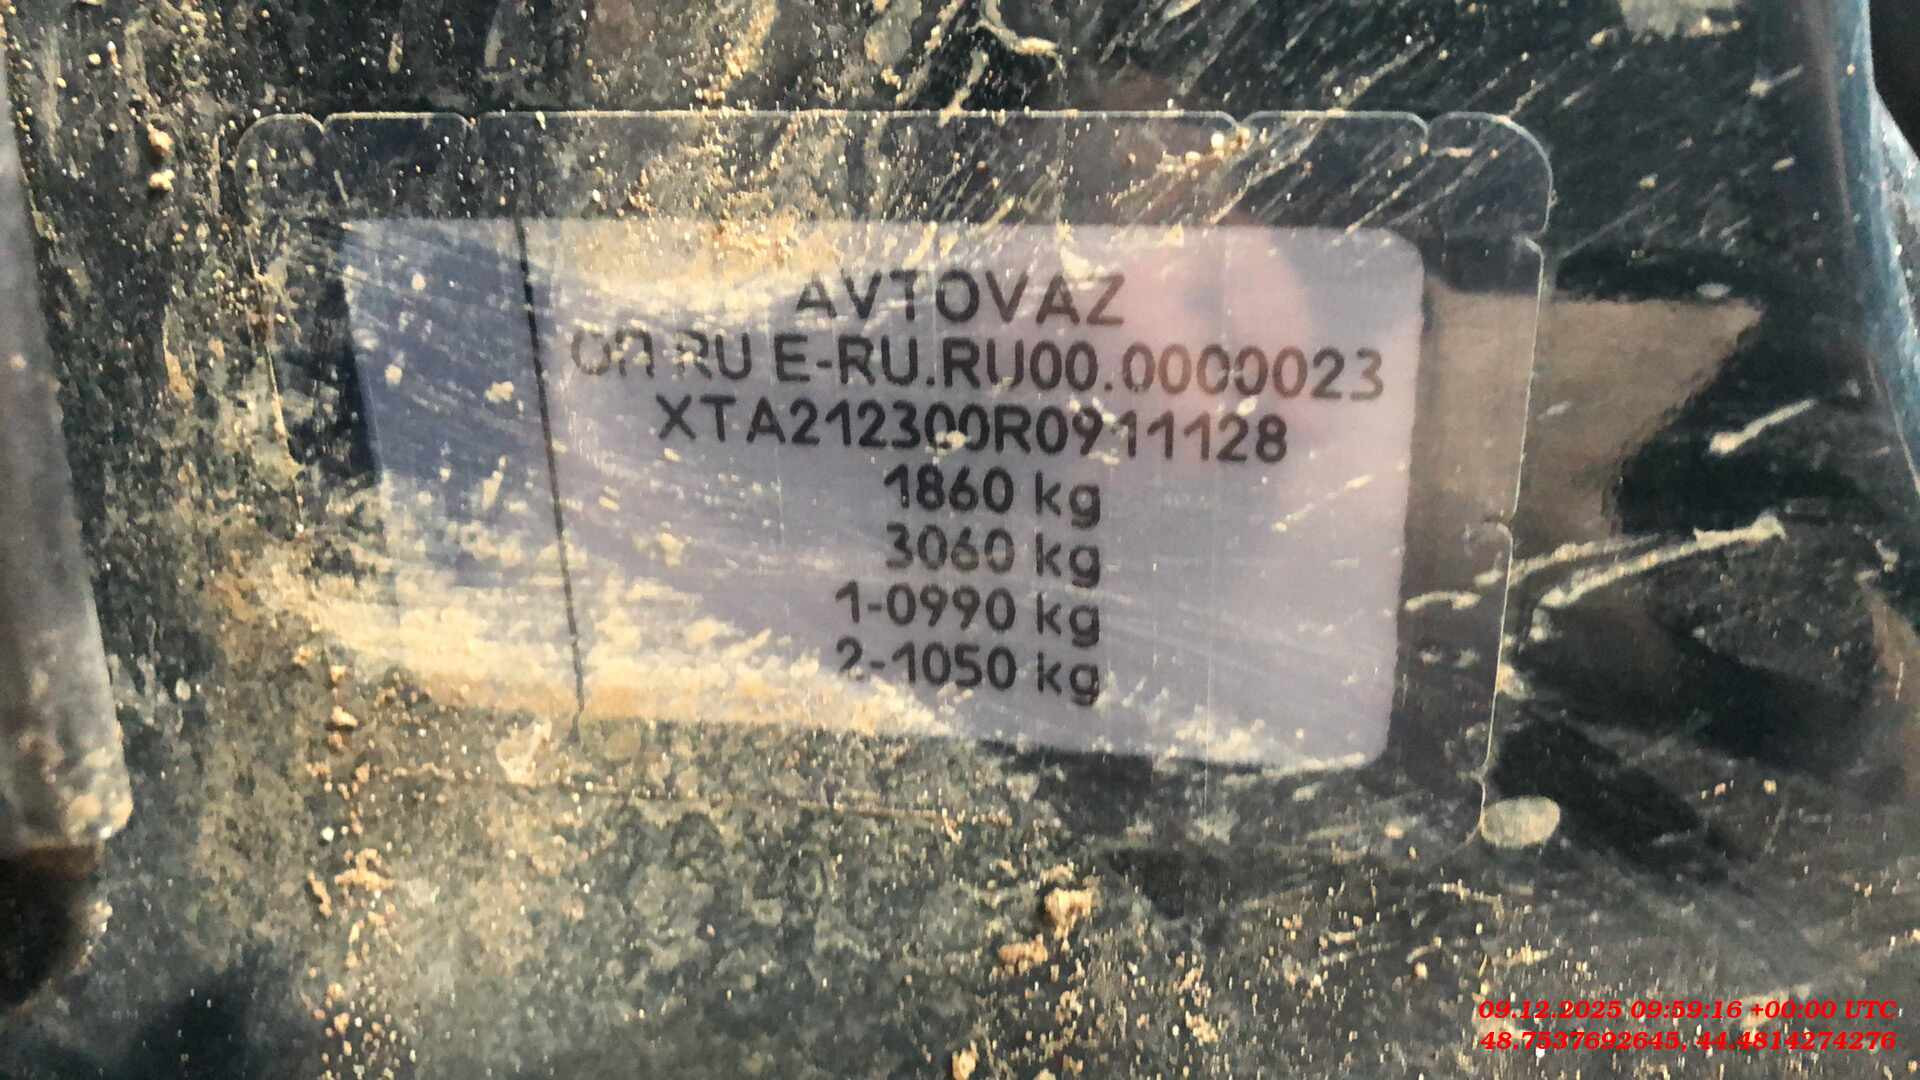 AVTOVAZ
ОП RU E-RU.RU00.0000023
XTA212300R0911128
1860 kg
3060 kg
1-0990 kg
2-1050 kg
09.12.2025 09:59:16 +00:00 UTC
48.7537692645, 44.4814274276